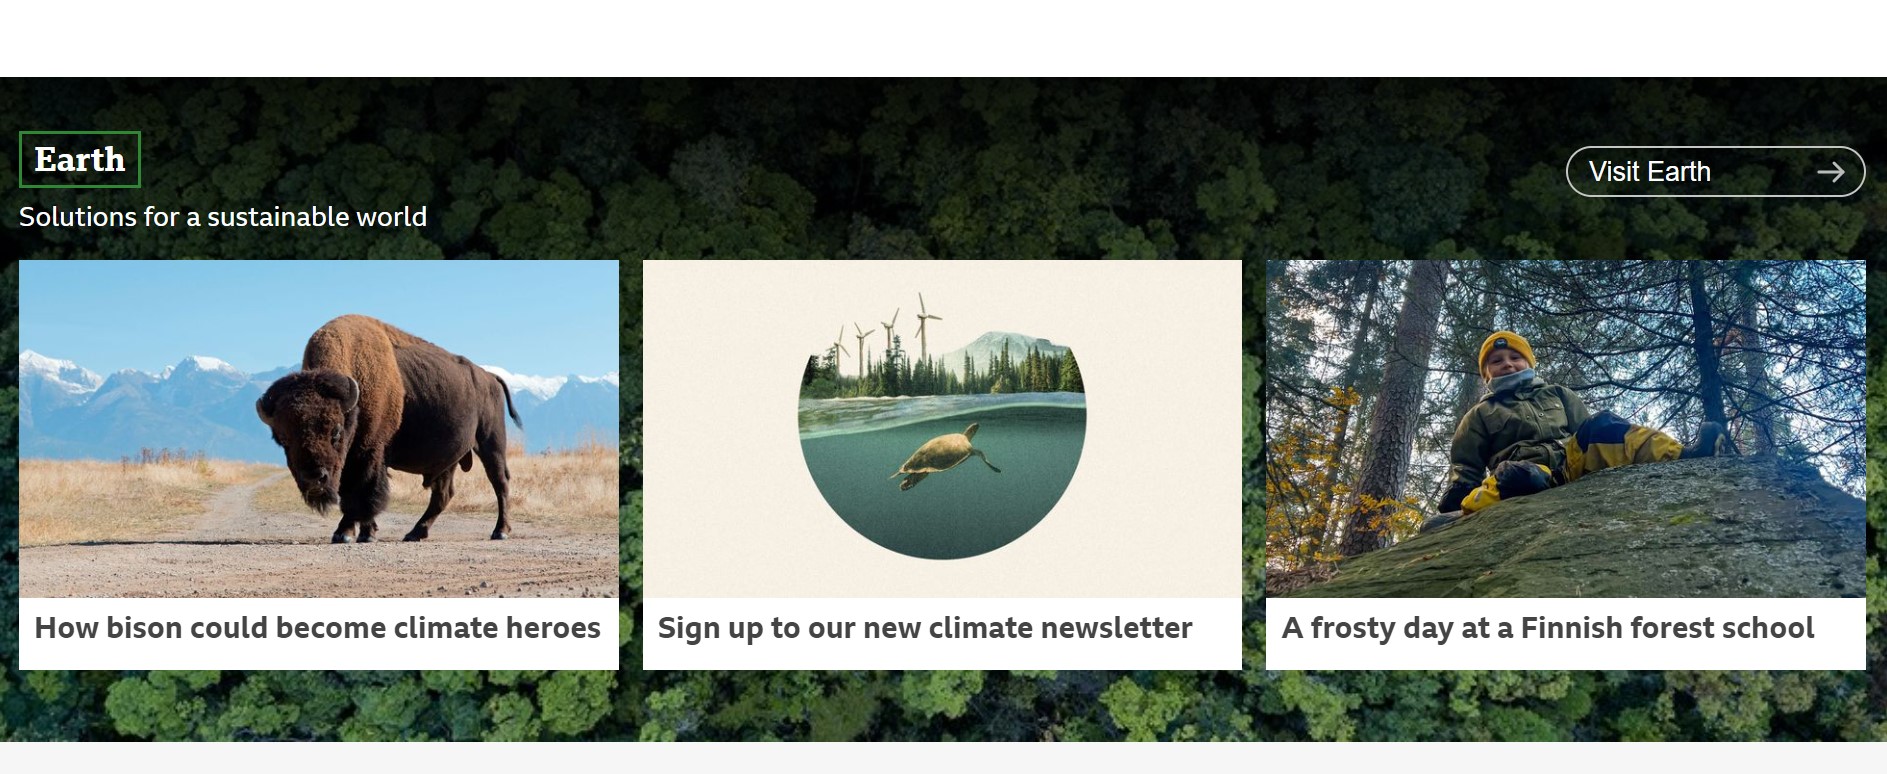 Earth
Visit Earth
Solutions for a sustainable world
How bison could become climate heroes
Sign up to our new climate newsletter
A frosty day at a Finnish forest school